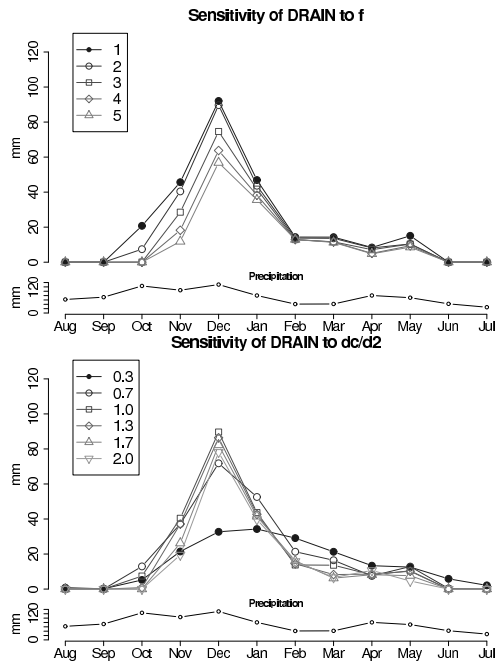 Sensitivity of DRAIN to f
120
100
80
60
40
20
0
mm
1
2
3
4
5
Precipitation
120
0
mm
Aug Sep Oct Nov Dec Jan Feb Mar Apr May Jun Jul
Sensitivity of DRAIN to dc/d2
120
100
80
60
40
20
0
mm
0.3
0.7
1.0
1.3
1.7
2.0
Precipitation
120
0
mm
Aug Sep Oct Nov Dec Jan Feb Mar Apr May Jun Jul